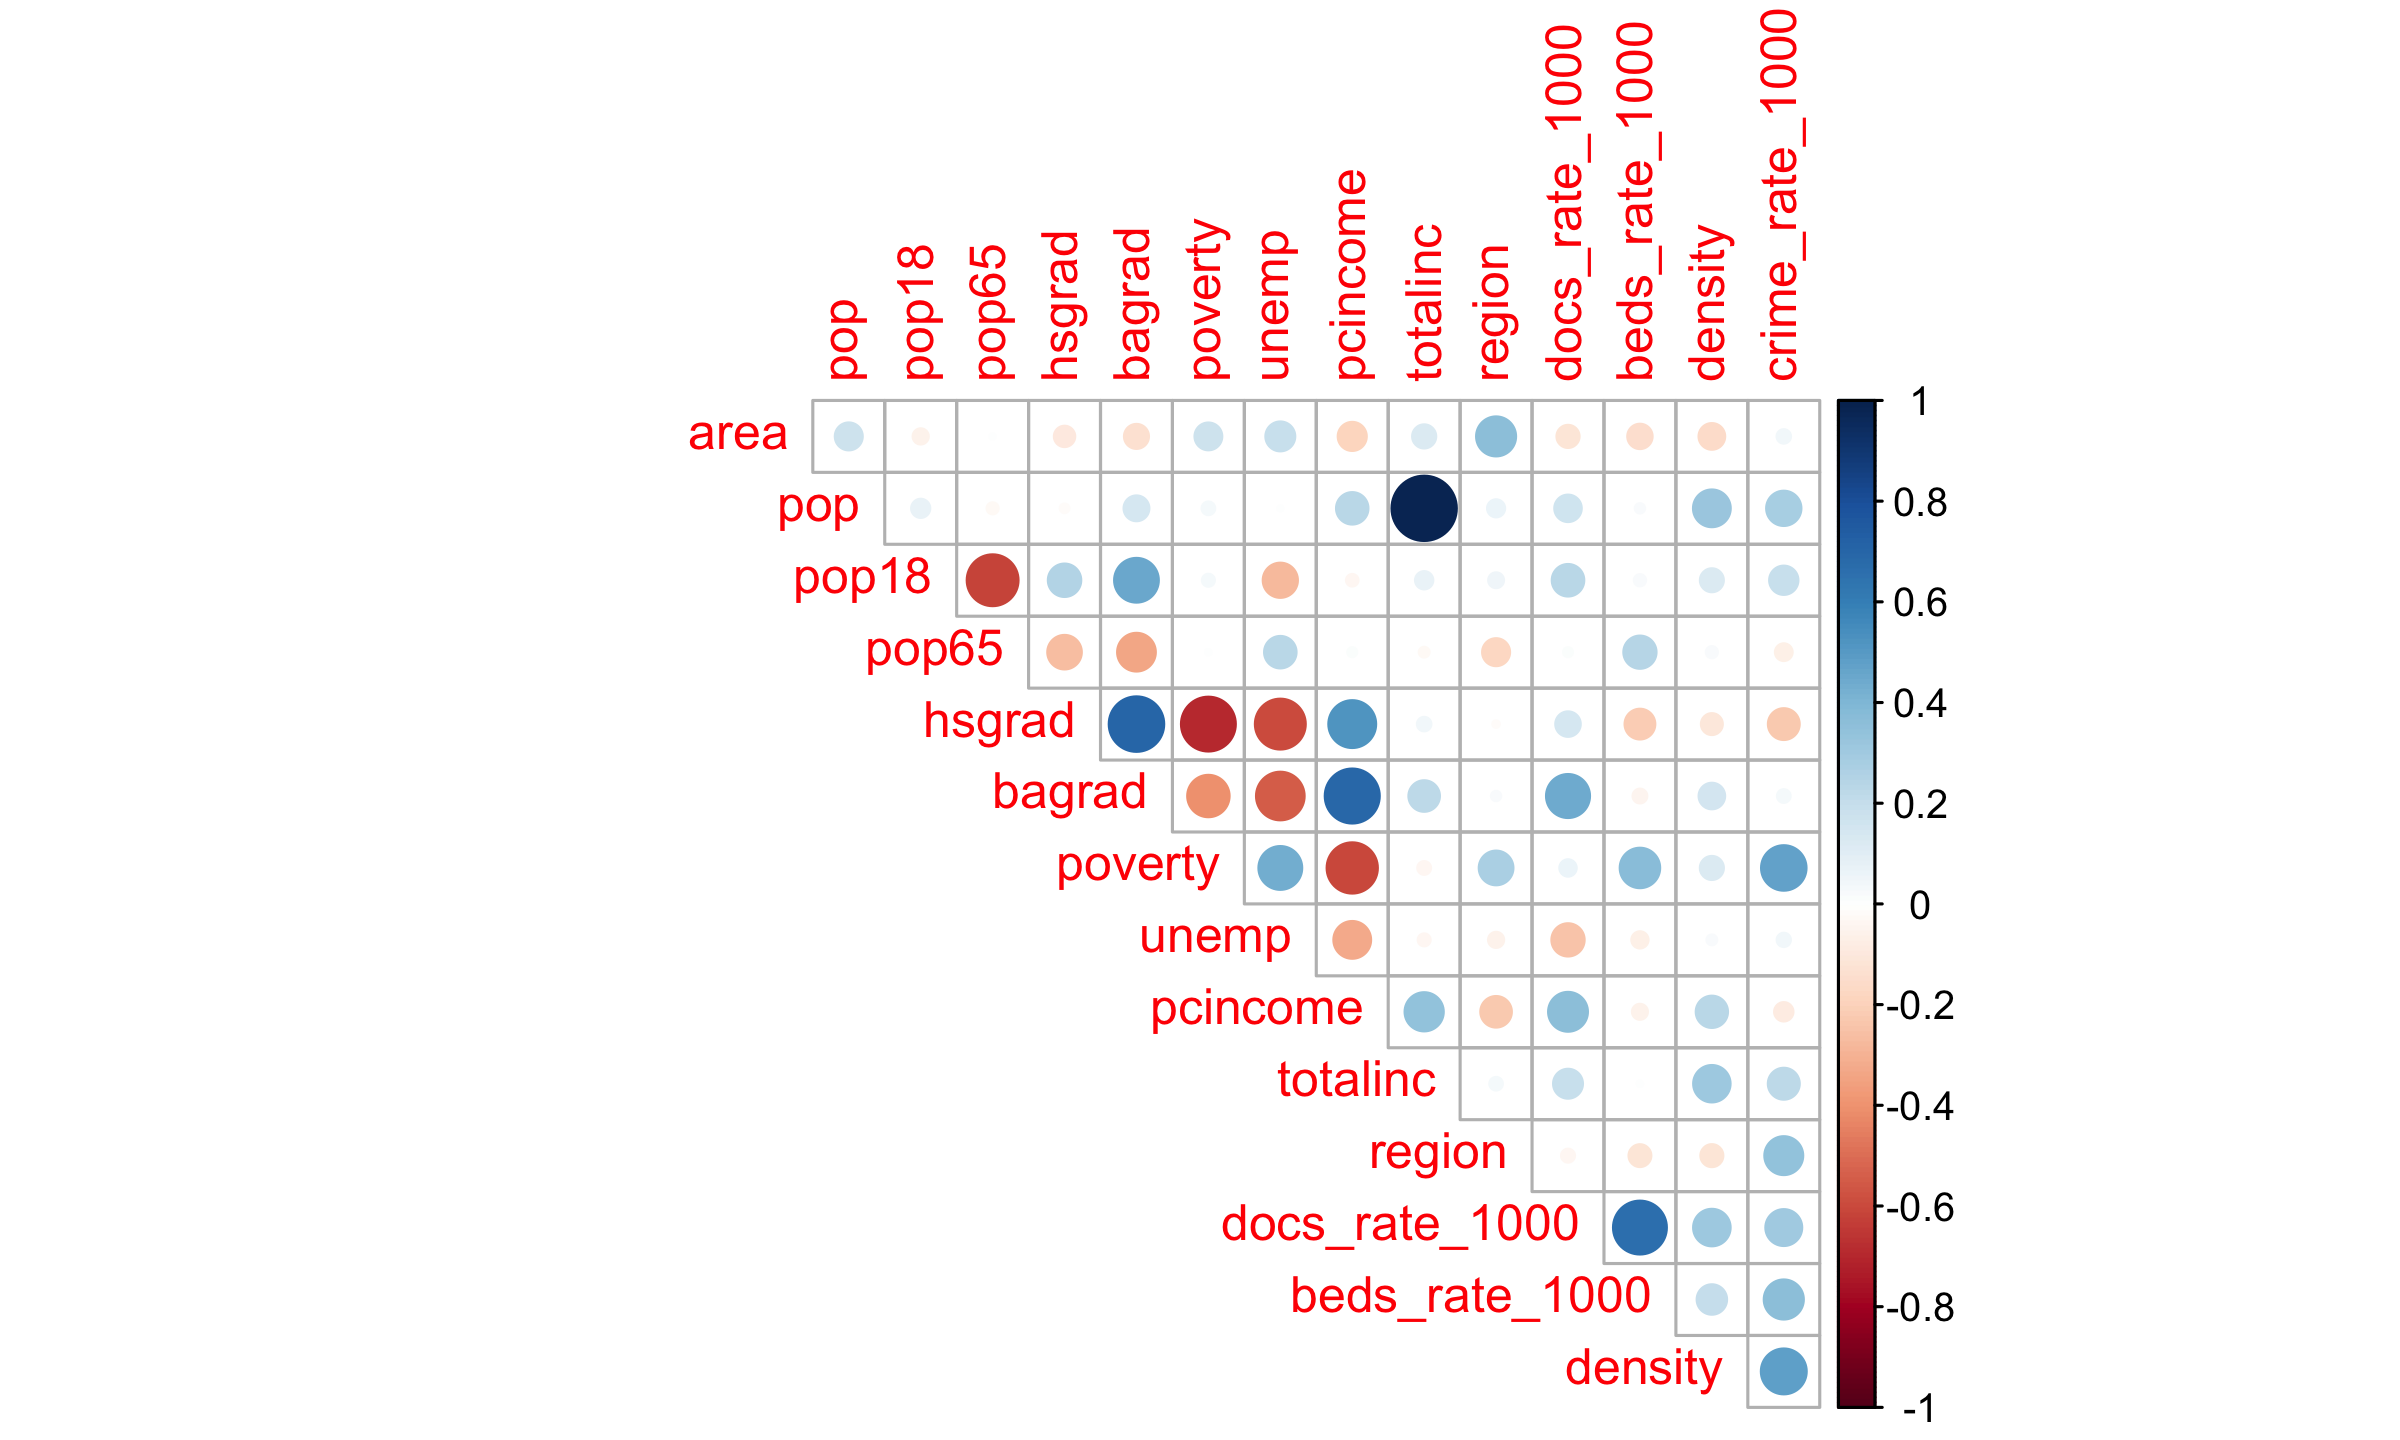 pop
pop18
pop65
hsgrad
bagrad
poverty
unemp
pcincome
totalinc
region
docs_rate_1000
beds_rate_1000
density
crime_rate_1000
area
pop
pop18
pop65
hsgrad
bagrad
poverty
unemp
pcincome
totalinc
region
docs_rate_1000
beds_rate_1000
density
1
0.8
0.6
0.4
0.2
0
-0.2
-0.4
-0.6
-0.8
-1